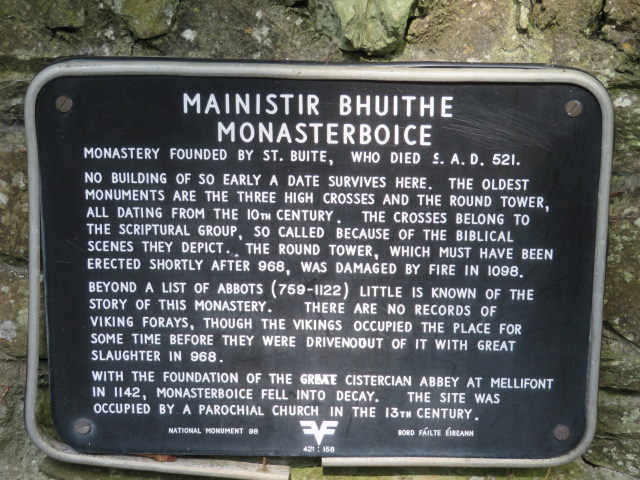 MAINISTIR BHUITHE
MONASTERBOICE
MONASTERY FOUNDED BY ST. BUITE, WHO DIED C. A. D. 521.
NO BUILDING OF SO EARLY A DATE SURVIVES HERE. THE OLDEST
MONUMENTS ARE THE THREE HIGH CROSSES AND THE ROUND TOWER,
ALL DATING FROM THE 10TH CENTURY. THE CROSSES BELONG TO
THE SCRIPTURAL GROUP, SO CALLED BECAUSE OF THE BIBLICAL
SCENES THEY DEPICT. THE ROUND TOWER, WHICH MUST HAVE BEEN
ERECTED SHORTLY AFTER 968, WAS DAMAGED BY FIRE IN 1098.
BEYOND A LIST OF ABBOTS (759-1122) LITTLE IS KNOWN OF THE
STORY OF THIS MONASTERY. THERE ARE NO RECORDS OF
VIKING FORAYS, THOUGH THE VIKINGS OCCUPIED THE PLACE FOR
SOME TIME BEFORE THEY WERE DRIVENOOUT OF IT WITH GREAT
SLAUGHTER IN 968.
WITH THE FOUNDATION OF THE GREAT CISTERCIAN ABBEY AT MELLIFONT
IN 1142, MONASTERBOICE FELL INTO DECAY. THE SITE WAS
OCCUPIED BY A PAROCHIAL CHURCH IN THE 13TH CENTURY.
NATIONAL MONUMENT 98 BORD FÁILTE ÉIREANN